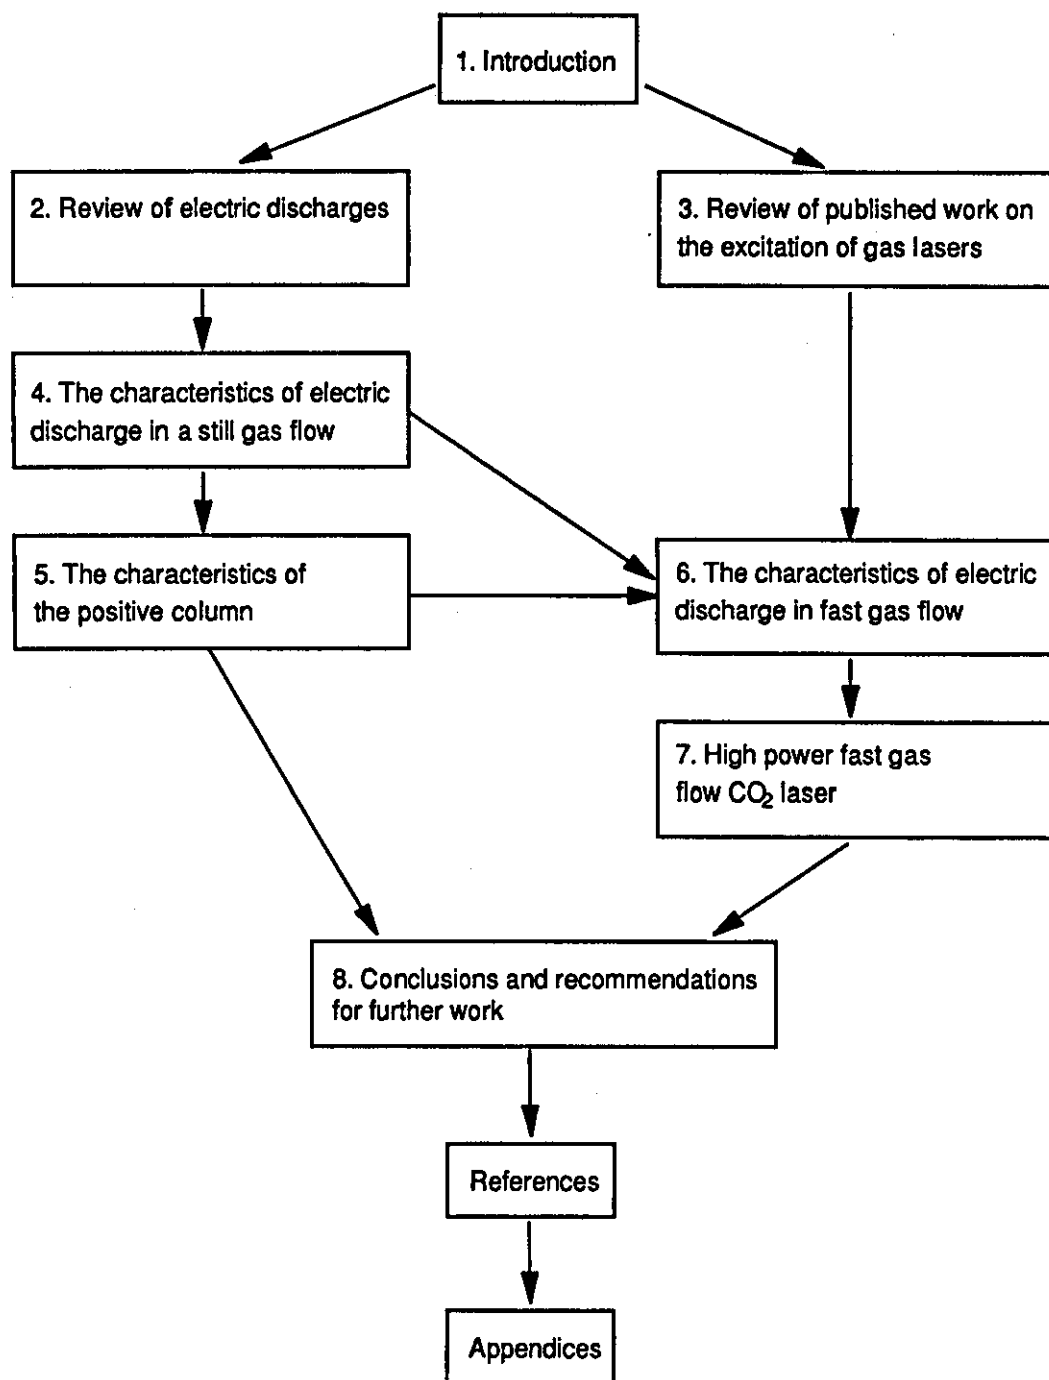 1. Introduction
2. Review of electric discharges
3. Review of published work on
the excitation of gas lasers
4. The characteristics of electric
discharge in a still gas flow
5. The characteristics of
the positive column
6. The characteristics of electric
discharge in fast gas flow
7. High power fast gas
flow CO₂ laser
8. Conclusions and recommendations
for further work
References
Appendices